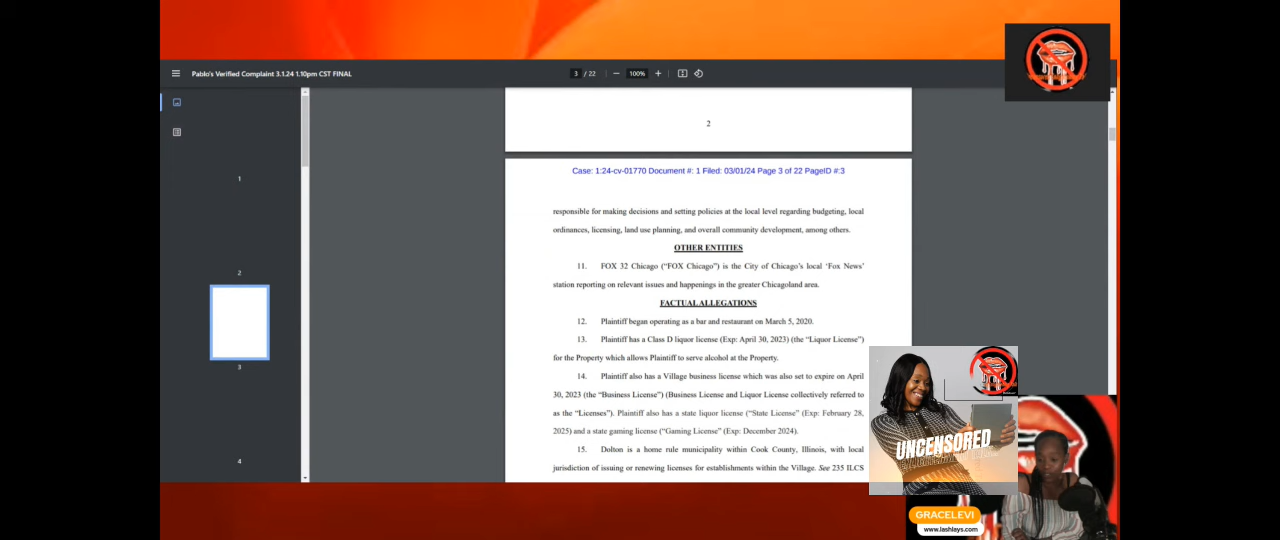 Pablo's Verified Complaint 3.1.24 1.10pm CST FINAL
3 / 22
100%
1
2
3
4
2
Case: 1:24-cv-01770 Document #: 1 Filed: 03/01/24 Page 3 of 22 PageID #:3
responsible for making decisions and setting policies at the local level regarding budgeting, local
ordinances, licensing, land use planning, and overall community development, among others.
OTHER ENTITIES
11. FOX 32 Chicago ("FOX Chicago") is the City of Chicago's local 'Fox News'
station reporting on relevant issues and happenings in the greater Chicagoland area.
FACTUAL ALLEGATIONS
12. Plaintiff began operating as a bar and restaurant on March 5, 2020.
13. Plaintiff has a Class D liquor license (Exp: April 30, 2023) (the "Liquor License")
for the Property which allows Plaintiff to serve alcohol at the Property.
14. Plaintiff also has a Village business license which was also set to expire on April
30, 2023 (the "Business License") (Business License and Liquor License collectively referred to
as the "Licenses"). Plaintiff also has a state liquor license ("State License" (Exp: February 28,
2025) and a state gaming license ("Gaming License" (Exp: December 2024).
15. Dolton is a home rule municipality within Cook County, Illinois, with local
jurisdiction of issuing or renewing licenses for establishments within the Village. See 235 ILCS
UNCENSORED
GRACELEVI
www.lashlays.com